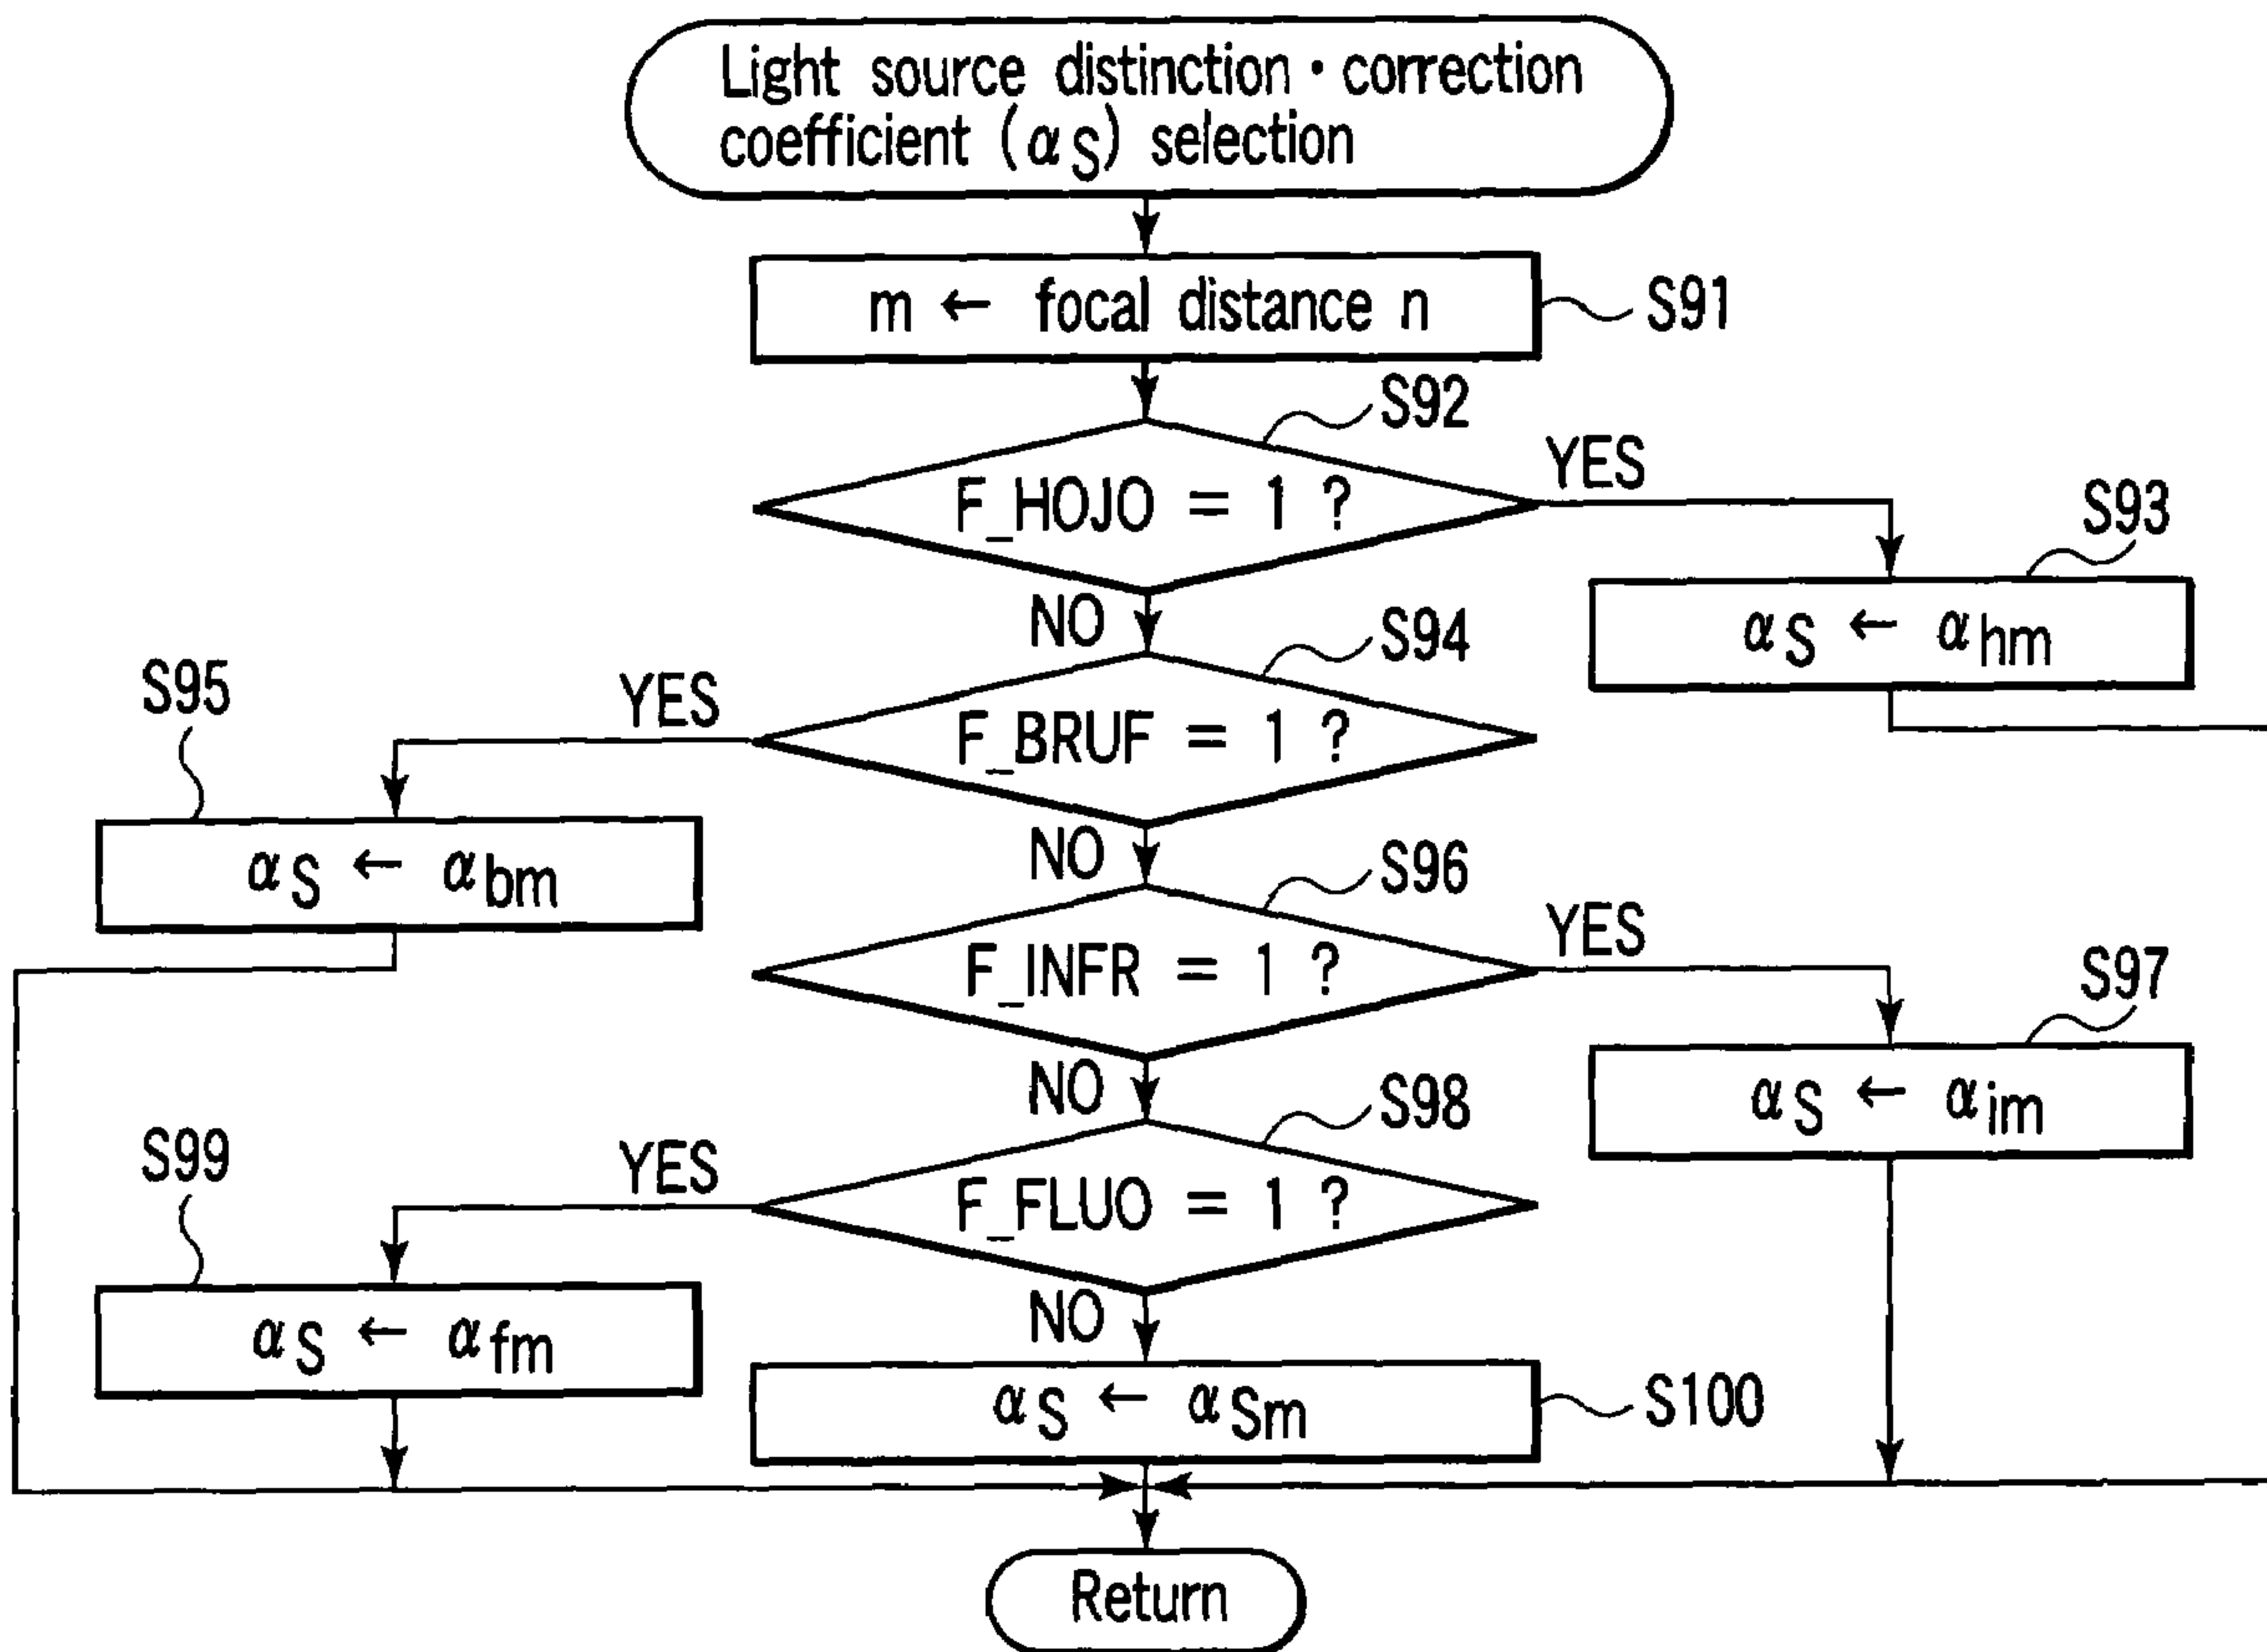 Light source distinction・correction
coefficient (αS) selection
m ← focal distance n
S91
S92
F_HOJO = 1 ?
YES
S93
αS ← αhm
NO
S94
F_BRUF = 1 ?
YES
S95
αS ← αbm
NO
S96
F_INFR = 1 ?
YES
S97
αS ← αim
NO
S98
F_FLUO = 1 ?
YES
S99
αS ← αfm
NO
αS ← αSm
S100
Return